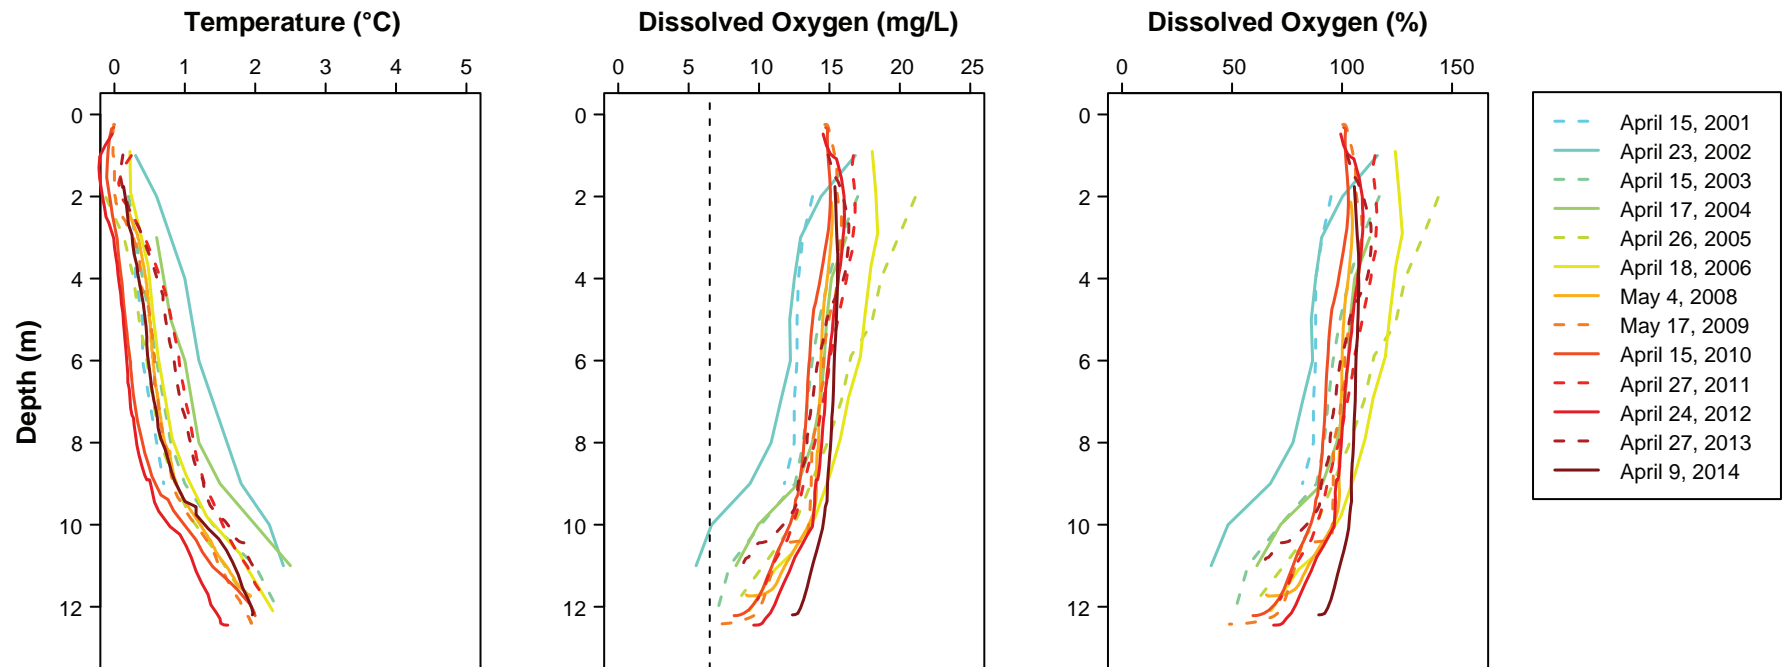 Temperature (°C)
Dissolved Oxygen (mg/L)
Dissolved Oxygen (%)
0 1 2 3 4 5
0 5 10 15 20 25
0 50 100 150
Depth (m)
0
2
4
6
8
10
12
0
2
4
6
8
10
12
0
2
4
6
8
10
12
April 15, 2001
April 23, 2002
April 15, 2003
April 17, 2004
April 26, 2005
April 18, 2006
May 4, 2008
May 17, 2009
April 15, 2010
April 27, 2011
April 24, 2012
April 27, 2013
April 9, 2014